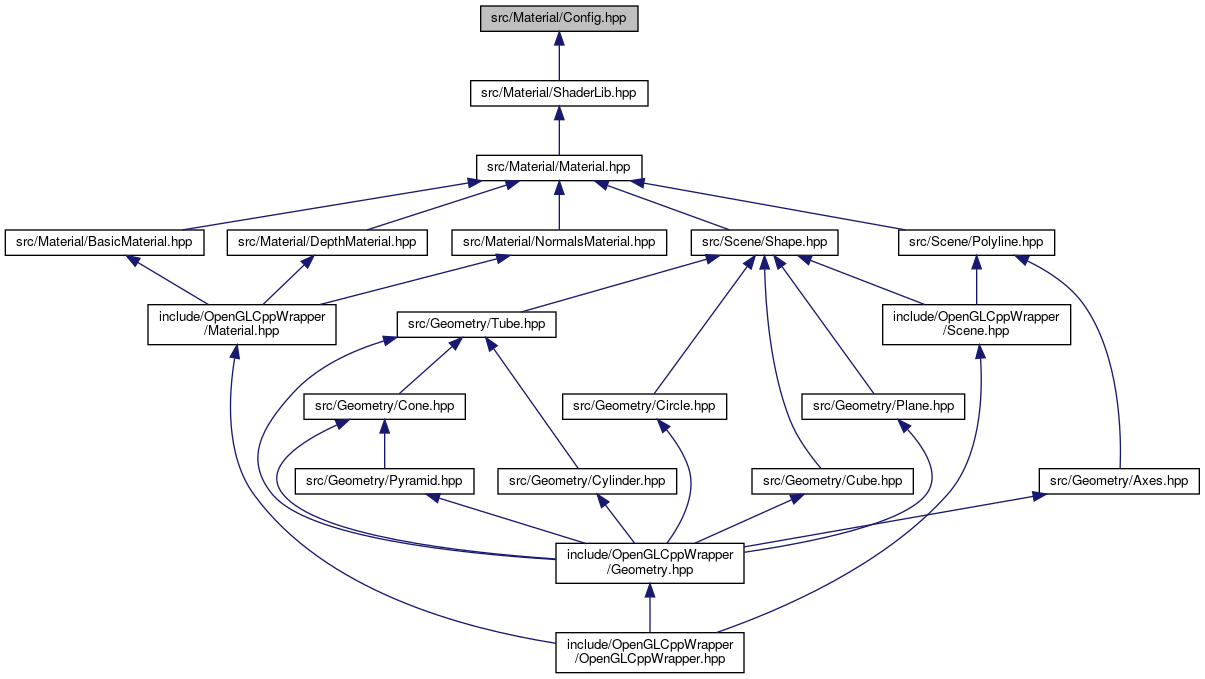 src/Material/Config.hpp
src/Material/ShaderLib.hpp
src/Material/Material.hpp
src/Material/BasicMaterial.hpp
src/Material/DepthMaterial.hpp
src/Material/NormalsMaterial.hpp
src/Scene/Shape.hpp
src/Scene/Polyline.hpp
include/OpenGLCppWrapper
/Material.hpp
src/Geometry/Tube.hpp
include/OpenGLCppWrapper
/Scene.hpp
src/Geometry/Cone.hpp
src/Geometry/Circle.hpp
src/Geometry/Plane.hpp
src/Geometry/Pyramid.hpp
src/Geometry/Cylinder.hpp
src/Geometry/Cube.hpp
src/Geometry/Axes.hpp
include/OpenGLCppWrapper
/Geometry.hpp
include/OpenGLCppWrapper
/OpenGLCppWrapper.hpp